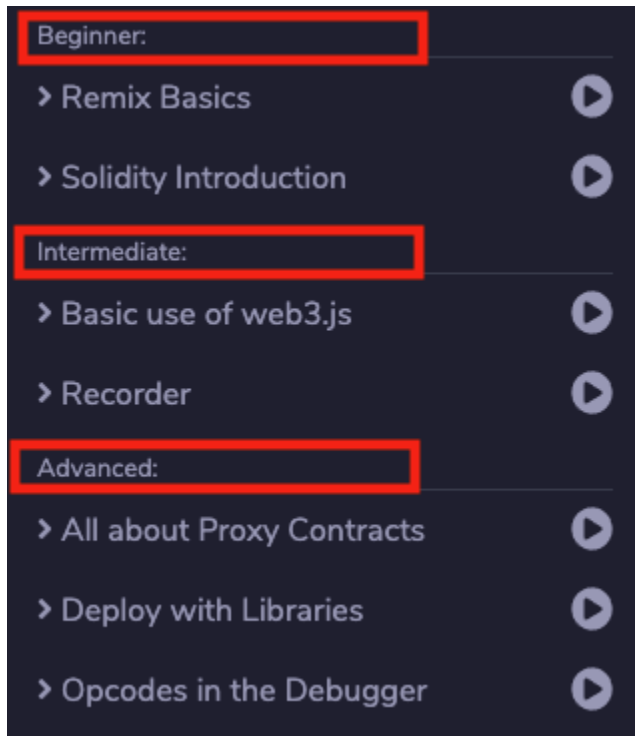 Beginner:
Remix Basics
Solidity Introduction
Intermediate:
Basic use of web3.js
Recorder
Advanced:
All about Proxy Contracts
Deploy with Libraries
Opcodes in the Debugger